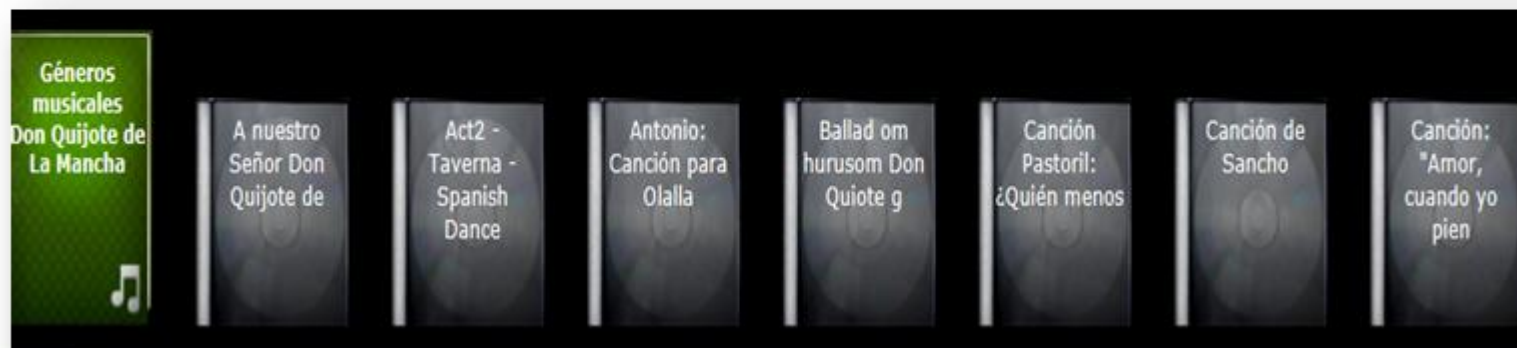 Géneros
musicales
Don Quijote de
La Mancha
A nuestro
Señor Don
Quijote de
Act2 -
Taverna -
Spanish
Dance
Antonio:
Canción para
Olalla
Ballad om
hurusom Don
Quiote g
Canción
Pastoril:
¿Quién menos
Canción de
Sancho
Canción:
"Amor,
cuando yo
pien